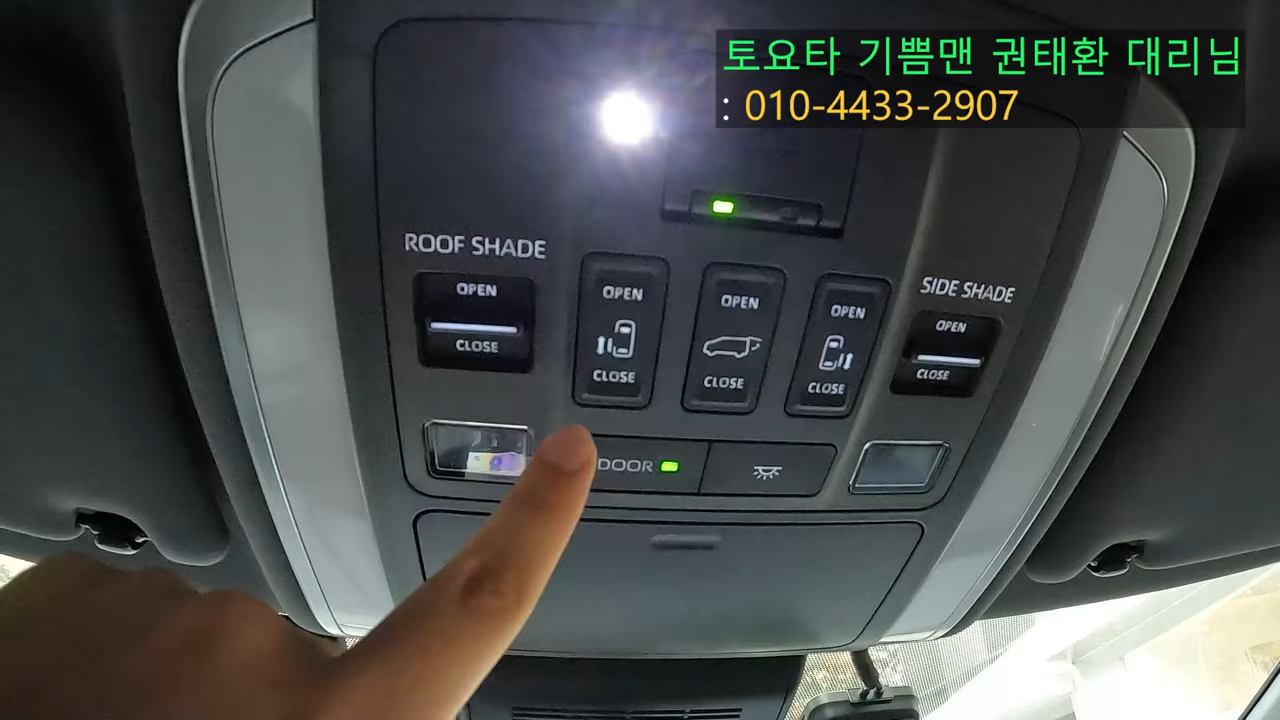 토요타 기쁨맨 권태환 대리님
: 010-4433-2907
ROOF SHADE
SIDE SHADE
OPEN
OPEN
OPEN
OPEN
OPEN
CLOSE
CLOSE
CLOSE
CLOSE
CLOSE
DOOR